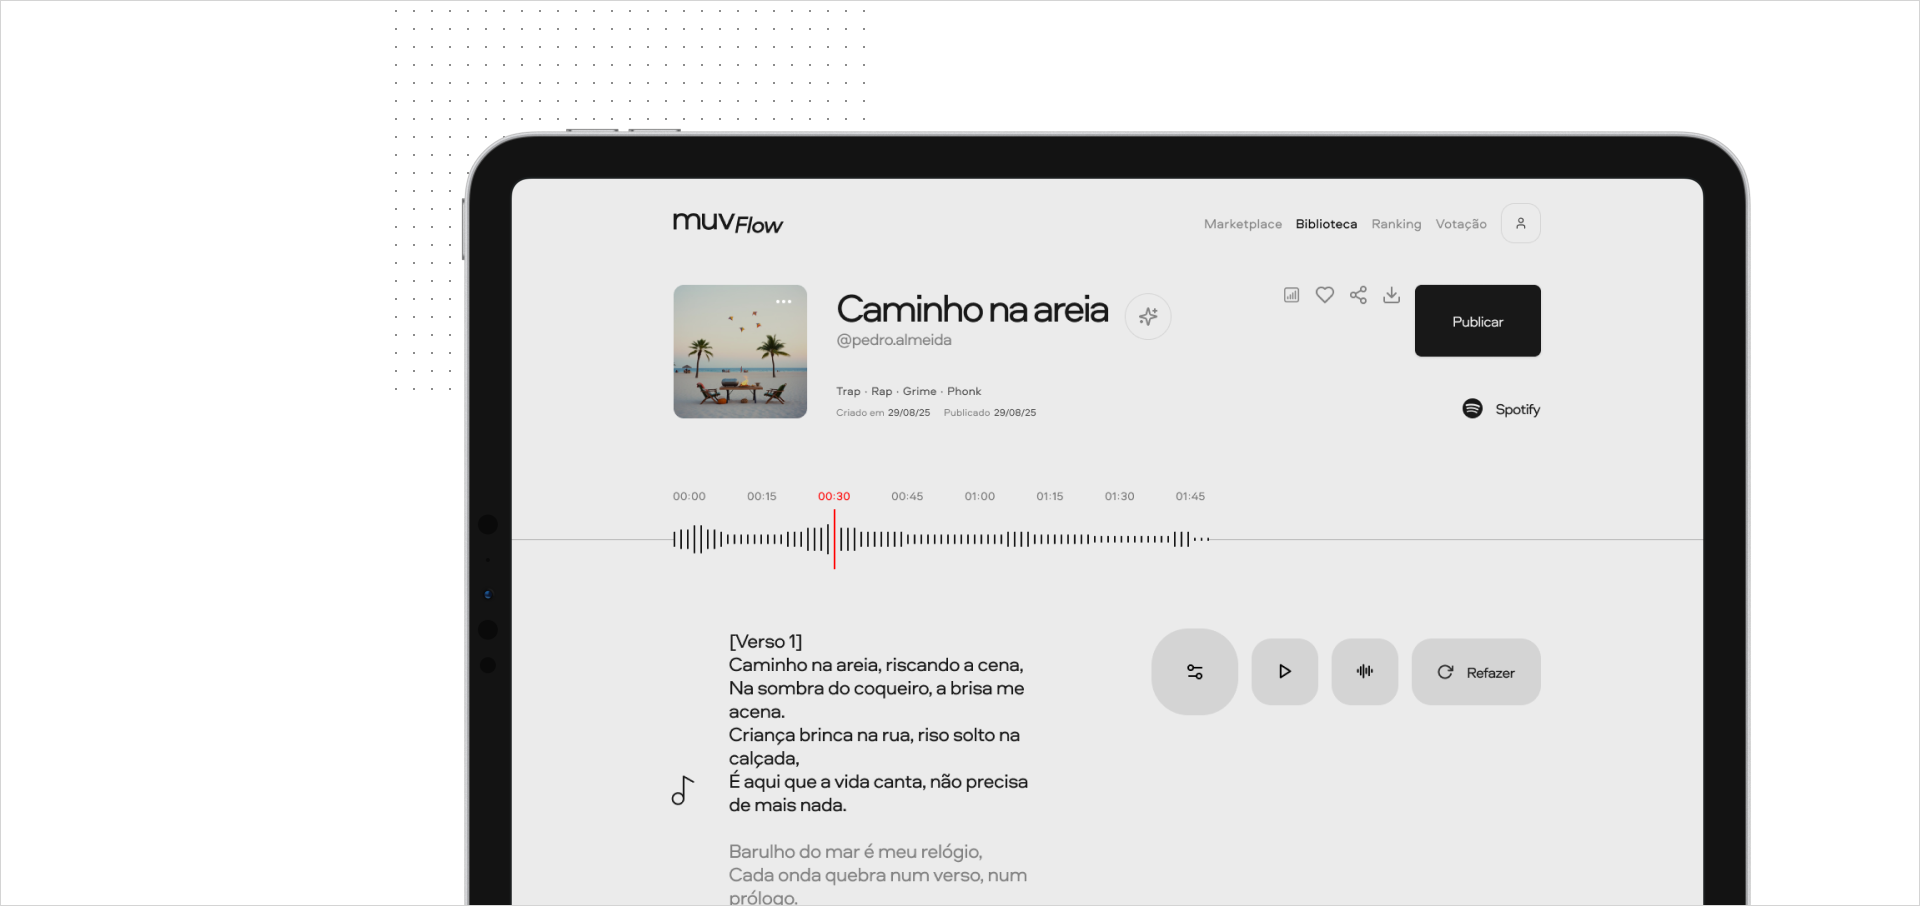 muvFlow
Marketplace Biblioteca Ranking Votação
Caminho na areia
@pedro.almeida
Publicar
Trap · Rap · Grime · Phonk
Criado em 29/08/25 Publicado 29/08/25
Spotify
00:00 00:15 00:30 00:45 01:00 01:15 01:30 01:45
[Verso 1]
Caminho na areia, riscando a cena,
Na sombra do coqueiro, a brisa me
acena.
Criança brinca na rua, riso solto na
calçada,
É aqui que a vida canta, não precisa
de mais nada.
Refazer
Barulho do mar é meu relógio,
Cada onda quebra num verso, num
prólogo.